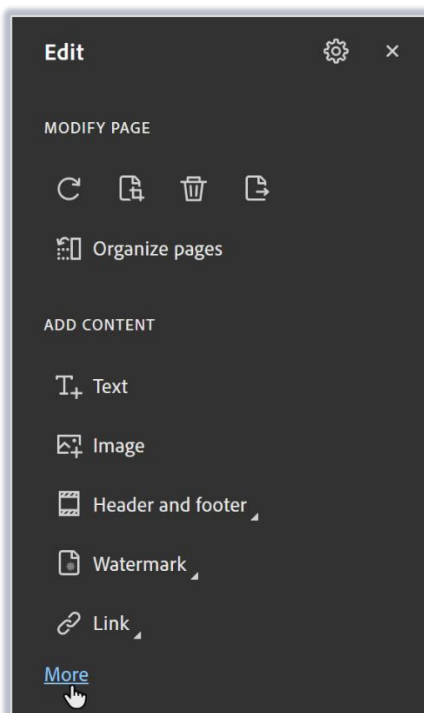 Edit
MODIFY PAGE
Organize pages
ADD CONTENT
Text
Image
Header and footer
Watermark
Link
More